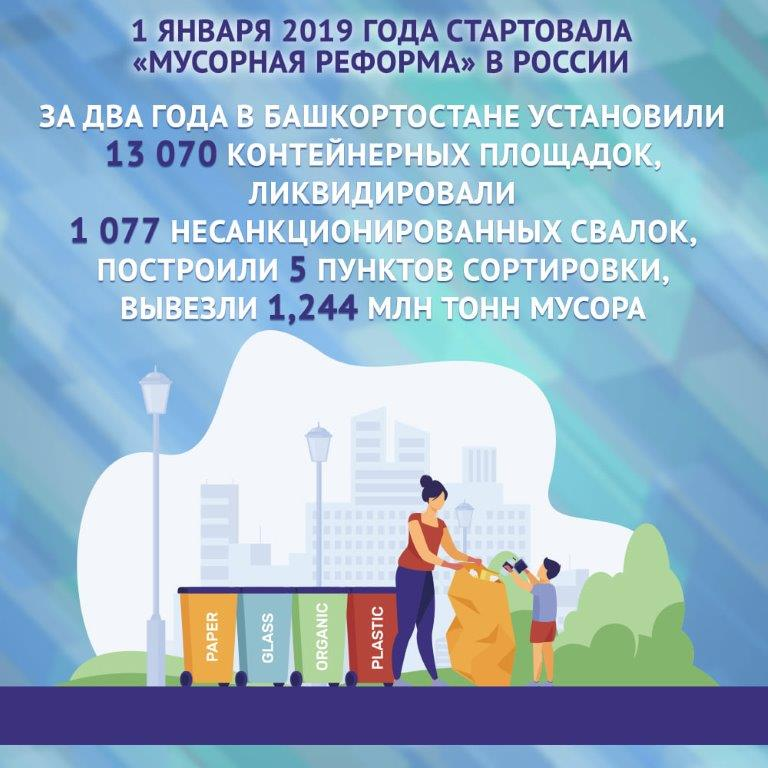 1 ЯНВАРЯ 2019 ГОДА СТАРТОВАЛА
«МУСОРНАЯ РЕФОРМА» В РОССИИ
ЗА ДВА ГОДА В БАШКОРТОСТАНЕ УСТАНОВИЛИ
13 070 КОНТЕЙНЕРНЫХ ПЛОЩАДОК,
ЛИКВИДИРОВАЛИ
1 077 НЕСАНКЦИОНИРОВАННЫХ СВАЛОК,
ПОСТРОИЛИ 5 ПУНКТОВ СОРТИРОВКИ,
ВЫВЕЗЛИ 1,244 МЛН ТОНН МУСОРА
PAPER
GLASS
ORGANIC
PLASTIC